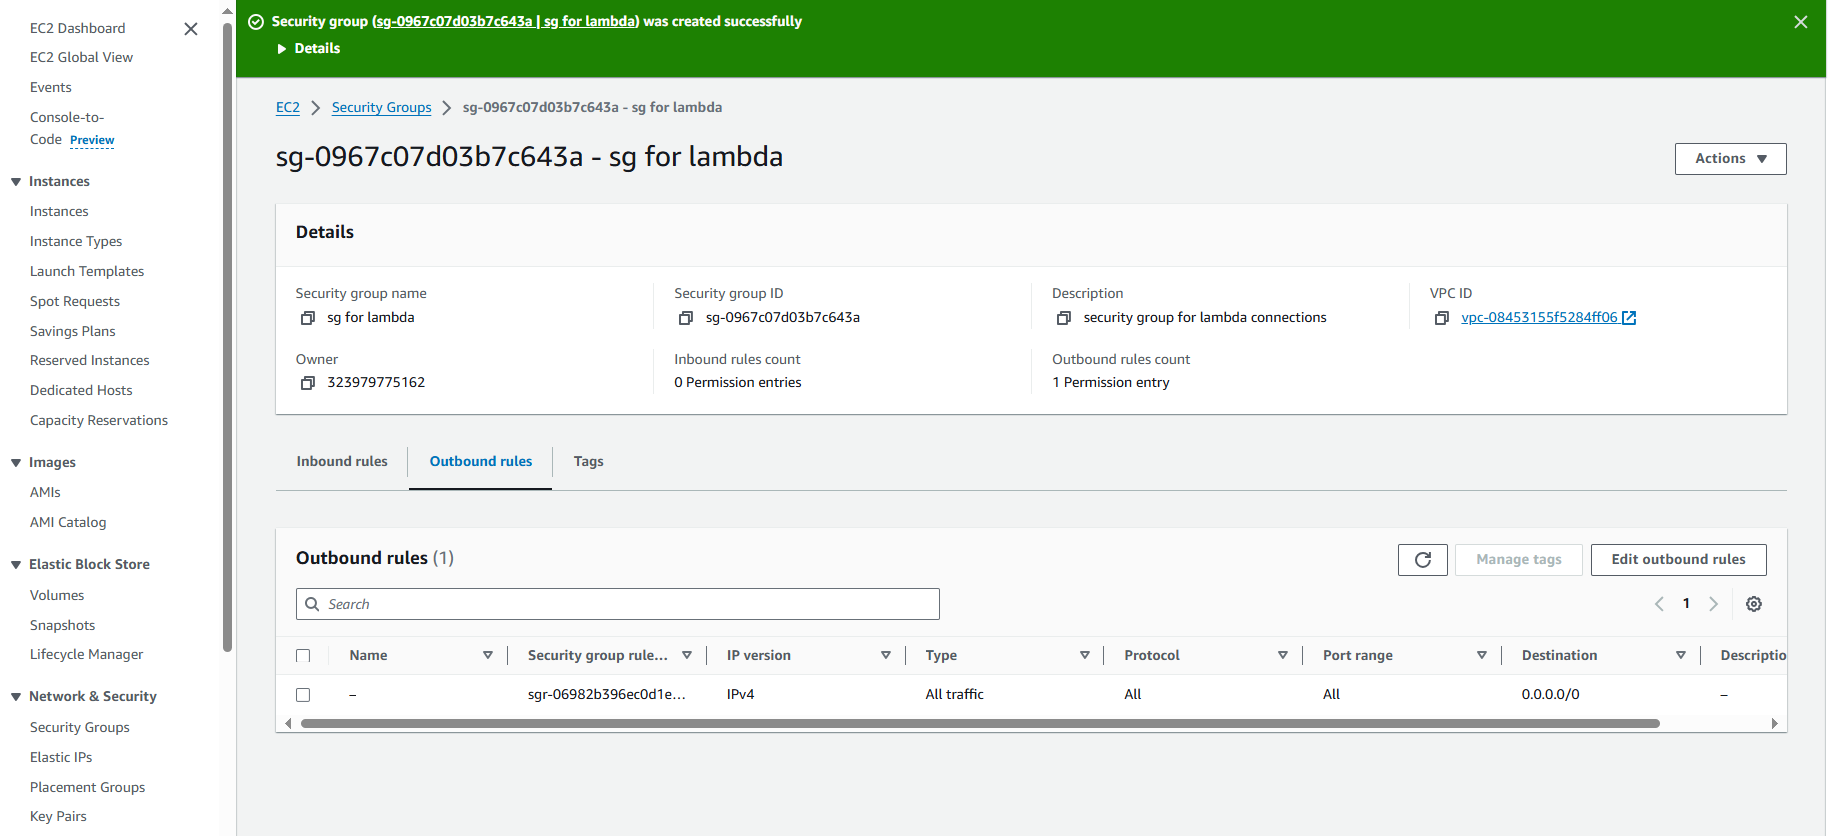 EC2 Dashboard
EC2 Global View
Events
Console-to-
Code Preview
Instances
Instances
Instance Types
Launch Templates
Spot Requests
Savings Plans
Reserved Instances
Dedicated Hosts
Capacity Reservations
Images
AMIs
AMI Catalog
Elastic Block Store
Volumes
Snapshots
Lifecycle Manager
Network & Security
Security Groups
Elastic IPs
Placement Groups
Key Pairs
Security group (sg-0967c07d03b7c643a | sg for lambda) was created successfully
Details
EC2 Security Groups sg-0967c07d03b7c643a - sg for lambda
sg-0967c07d03b7c643a - sg for lambda
Actions
Details
Security group name Security group ID Description VPC ID
sg for lambda sg-0967c07d03b7c643a security group for lambda connections vpc-08453155f5284ff06
Owner Inbound rules count Outbound rules count
323979775162 0 Permission entries 1 Permission entry
Inbound rules Outbound rules Tags
Outbound rules (1)
Manage tags Edit outbound rules
Search
1
Name Security group rule... IP version Type Protocol Port range Destination Descriptio
– sgr-06982b396ec0d1e... IPv4 All traffic All All 0.0.0.0/0 –